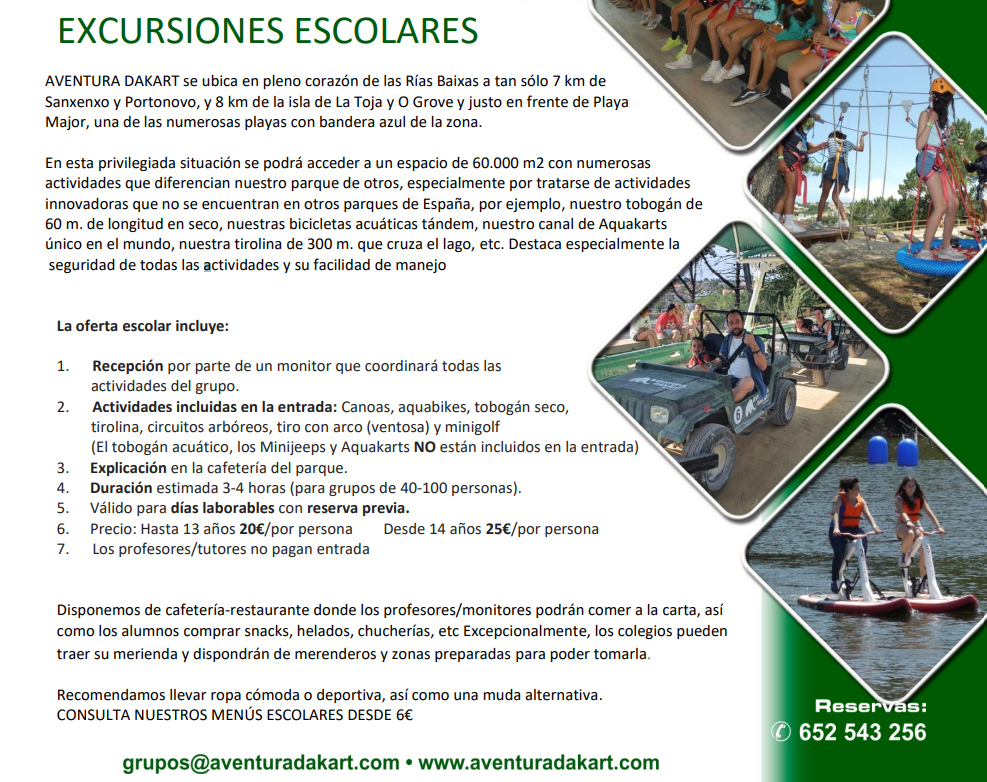 EXCURSIONES ESCOLARES
AVENTURA DAKART se ubica en pleno corazón de las Rías Baixas a tan sólo 7 km de
Sanxenxo y Portonovo, y 8 km de la isla de La Toja y O Grove y justo en frente de Playa
Major, una de las numerosas playas con bandera azul de la zona.
En esta privilegiada situación se podrá acceder a un espacio de 60.000 m2 con numerosas
actividades que diferencian nuestro parque de otros, especialmente por tratarse de actividades
innovadoras que no se encuentran en otros parques de España, por ejemplo, nuestro tobogán de
60 m. de longitud en seco, nuestras bicicletas acuáticas tándem, nuestro canal de Aquakarts
único en el mundo, nuestra tirolina de 300 m. que cruza el lago, etc. Destaca especialmente la
seguridad de todas las actividades y su facilidad de manejo
La oferta escolar incluye:
1. Recepción por parte de un monitor que coordinará todas las
actividades del grupo.
2. Actividades incluidas en la entrada: Canoas, aquabikes, tobogán seco,
tirolina, circuitos arbóreos, tiro con arco (ventosa) y minigolf
(El tobogán acuático, los Minijeeps y Aquakarts NO están incluidos en la entrada)
3. Explicación en la cafetería del parque.
4. Duración estimada 3-4 horas (para grupos de 40-100 personas).
5. Válido para días laborables con reserva previa.
6. Precio: Hasta 13 años 20€/por persona Desde 14 años 25€/por persona
7. Los profesores/tutores no pagan entrada
Disponemos de cafetería-restaurante donde los profesores/monitores podrán comer a la carta, así
como los alumnos comprar snacks, helados, chucherías, etc Excepcionalmente, los colegios pueden
traer su merienda y dispondrán de merenderos y zonas preparadas para poder tomarla.
Recomendamos llevar ropa cómoda o deportiva, así como una muda alternativa.
CONSULTA NUESTROS MENÚS ESCOLARES DESDE 6€
Reservas:
✆ 652 543 256
grupos@aventuradakart.com • www.aventuradakart.com